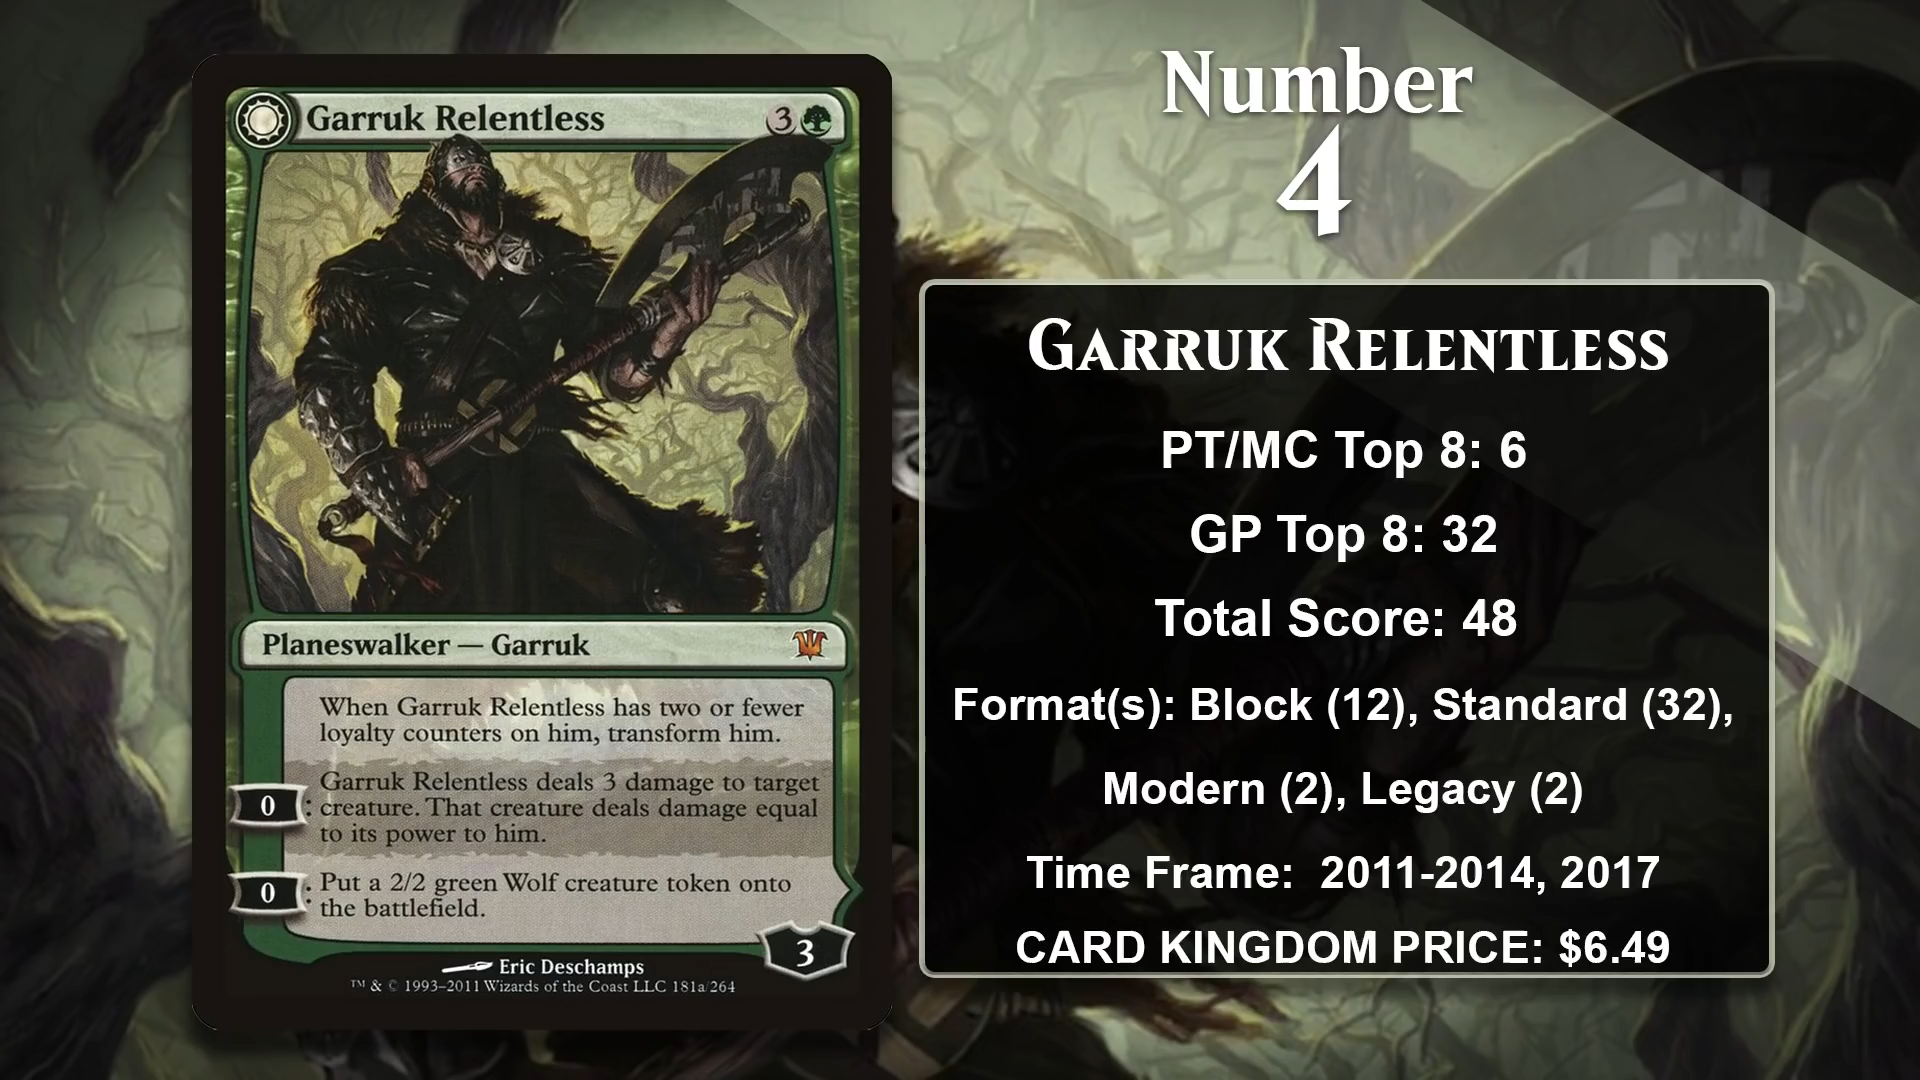 Garruk Relentless 3
Planeswalker — Garruk
When Garruk Relentless has two or fewer
loyalty counters on him, transform him.
Garruk Relentless deals 3 damage to target
0 : creature. That creature deals damage equal
to its power to him.
0 : Put a 2/2 green Wolf creature token onto
the battlefield.
3
Eric Deschamps
™ & © 1993–2011 Wizards of the Coast LLC 181a/264
Number
4
GARRUK RELENTLESS
PT/MC Top 8: 6
GP Top 8: 32
Total Score: 48
Format(s): Block (12), Standard (32),
Modern (2), Legacy (2)
Time Frame: 2011-2014, 2017
CARD KINGDOM PRICE: $6.49